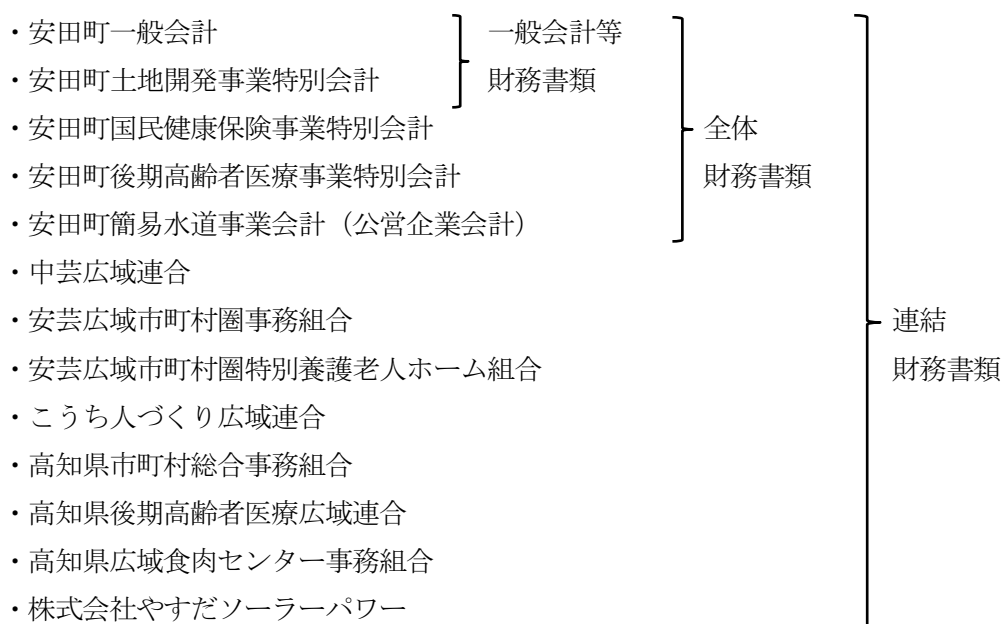 ・安田町一般会計 一般会計等
・安田町土地開発事業特別会計 財務書類
・安田町国民健康保険事業特別会計 全体
・安田町後期高齢者医療事業特別会計 財務書類
・安田町簡易水道事業会計（公営企業会計）
・中芸広域連合
・安芸広域市町村圏事務組合 連結
・安芸広域市町村圏特別養護老人ホーム組合 財務書類
・こうち人づくり広域連合
・高知県市町村総合事務組合
・高知県後期高齢者医療広域連合
・高知県広域食肉センター事務組合
・株式会社やすだソーラーパワー